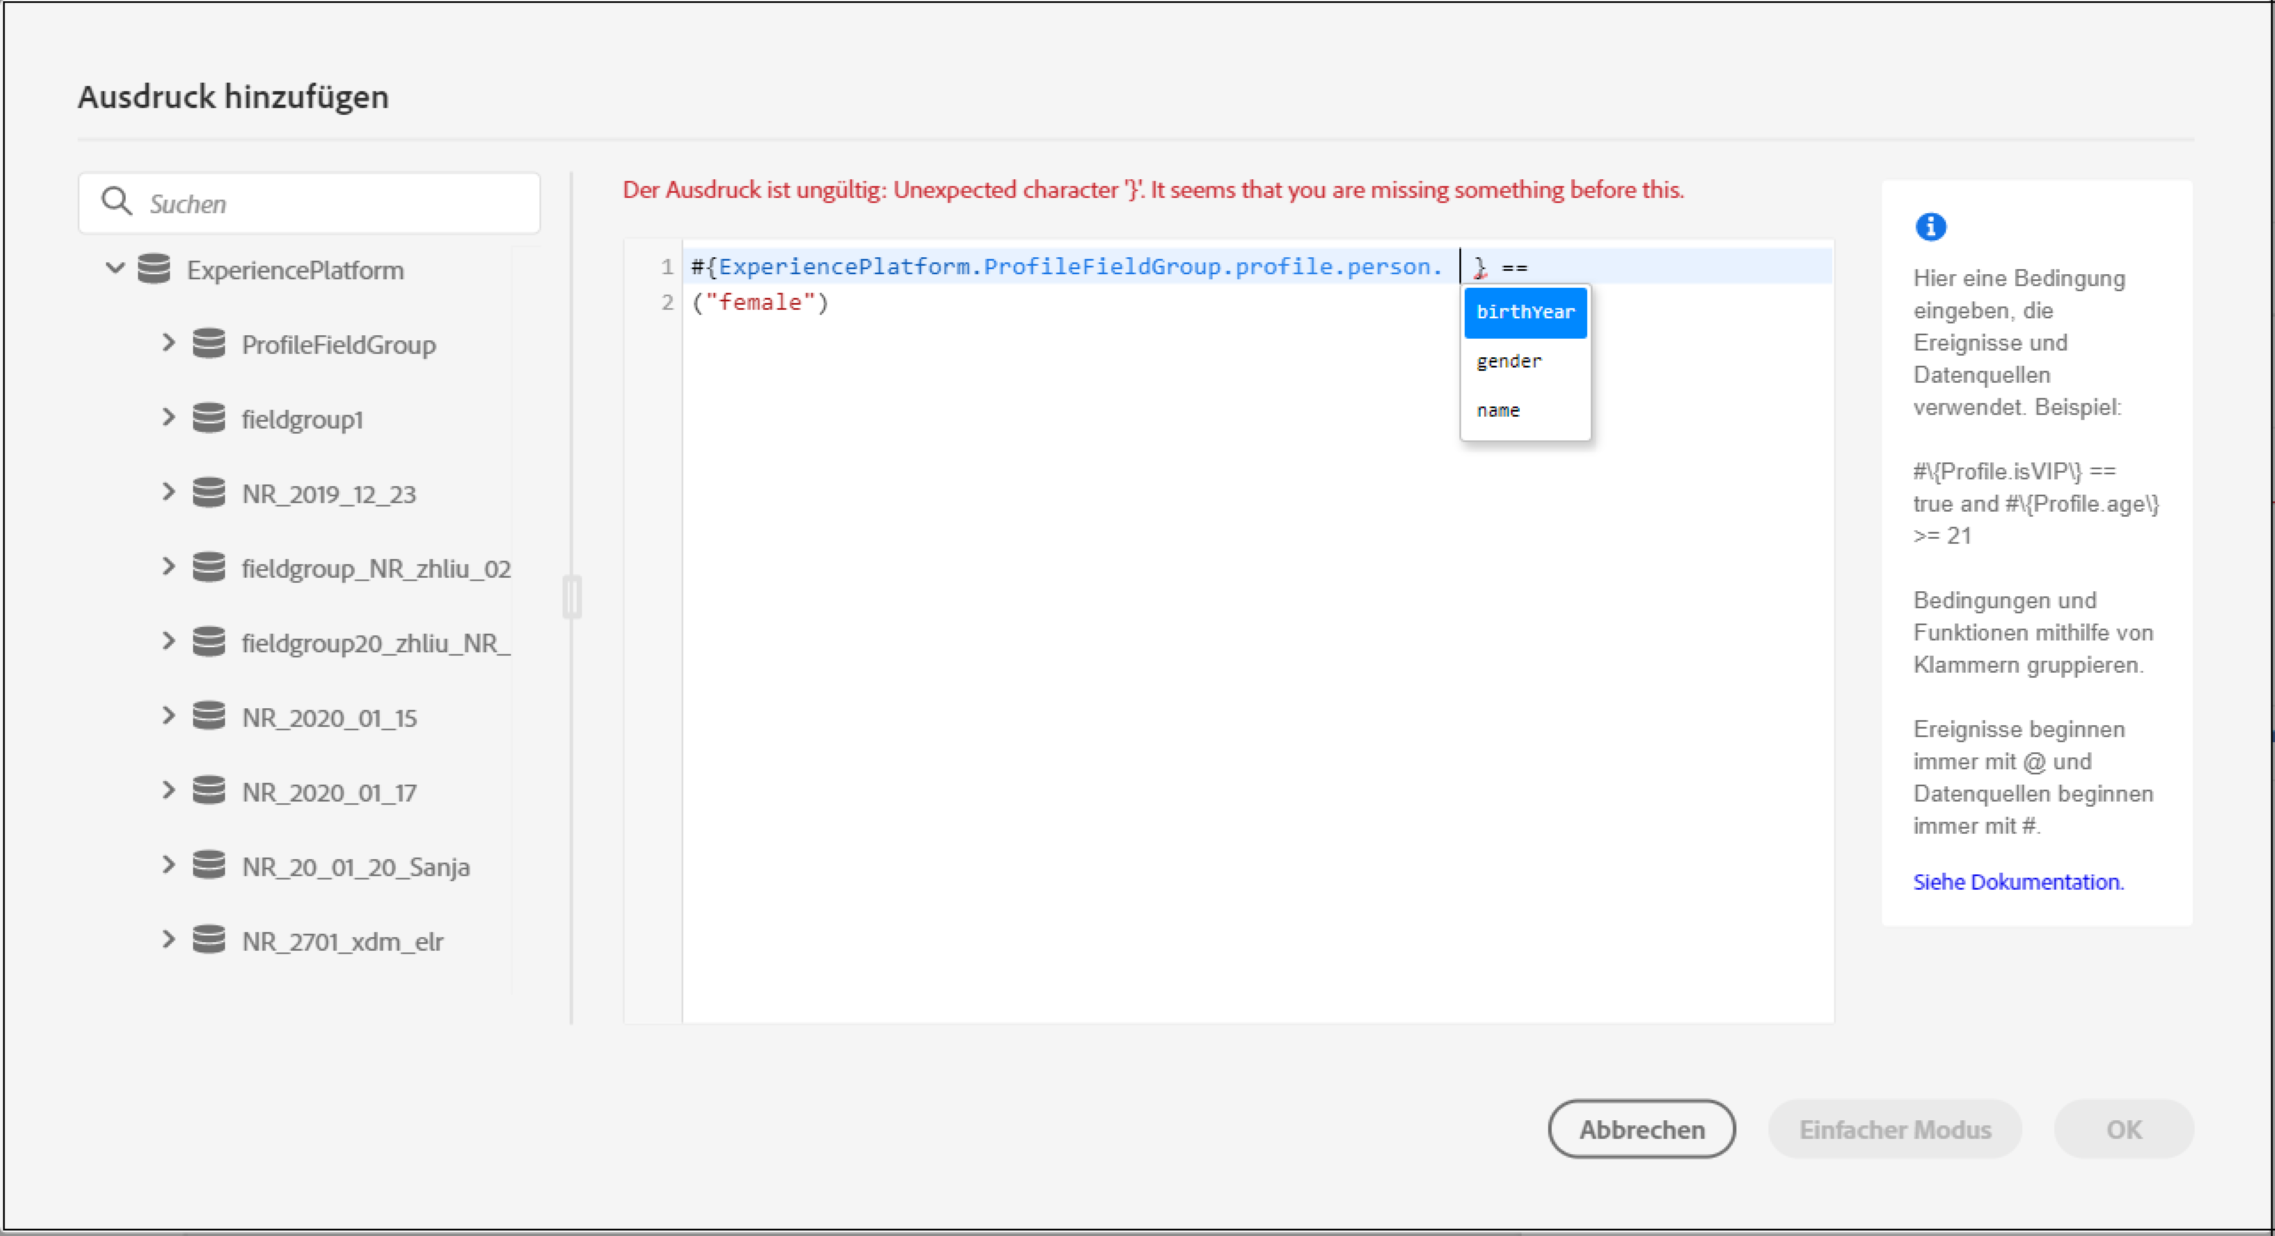 Ausdruck hinzufügen
Suchen
ExperiencePlatform
ProfileFieldGroup
fieldgroup1
NR_2019_12_23
fieldgroup_NR_zhliu_02
fieldgroup20_zhliu_NR_
NR_2020_01_15
NR_2020_01_17
NR_20_01_20_Sanja
NR_2701_xdm_elr
Der Ausdruck ist ungültig: Unexpected character '}'. It seems that you are missing something before this.
1 #{ExperiencePlatform.ProfileFieldGroup.profile.person. } ==
2 ("female")
birthYear
gender
name
Hier eine Bedingung
eingeben, die
Ereignisse und
Datenquellen
verwendet. Beispiel:
#\{Profile.isVIP\} ==
true and #\{Profile.age\}
>= 21
Bedingungen und
Funktionen mithilfe von
Klammern gruppieren.
Ereignisse beginnen
immer mit @ und
Datenquellen beginnen
immer mit #.
Siehe Dokumentation.
Abbrechen
Einfacher Modus
OK